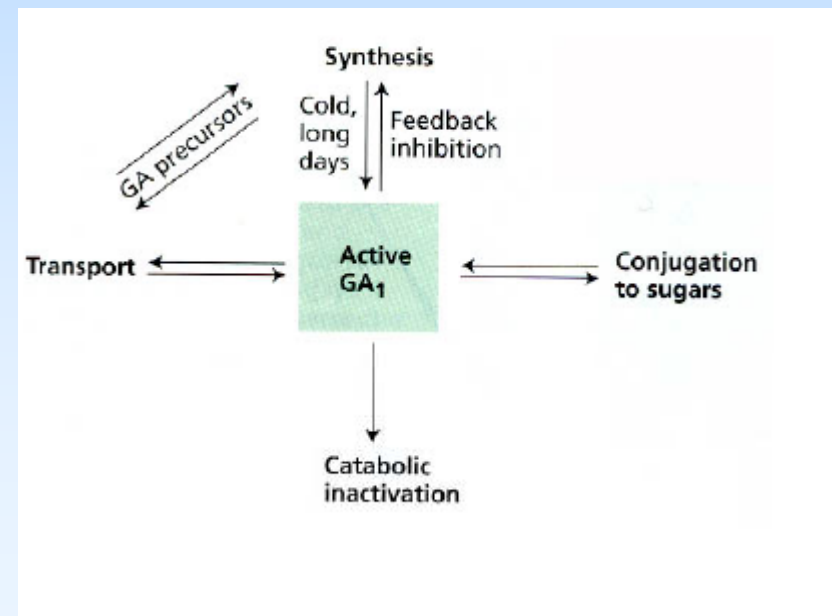 Synthesis
Cold,
long
days
Feedback
inhibition
GA precursors
Transport
Active
GA₁
Conjugation
to sugars
Catabolic
inactivation